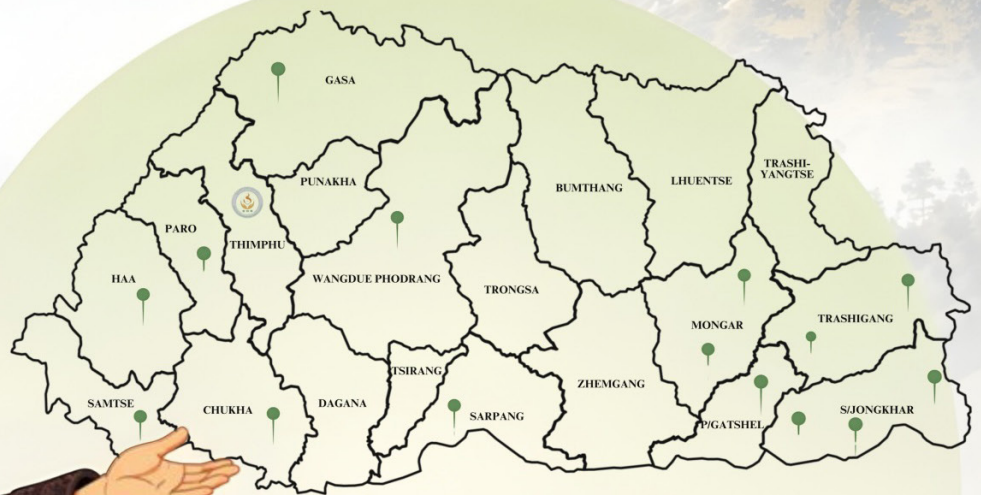 GASA
PUNAKHA
TRASHI-
YANGTSE
BUMTHANG
LHUENTSE
PARO
THIMPHU
HAA
WANGDUE PHODRANG
TRONGSA
MONGAR
TRASHIGANG
TSIRANG
ZHEMGANG
SAMTSE
CHUKHA
DAGANA
SARPANG
P/GATSHEL
S/JONGKHAR